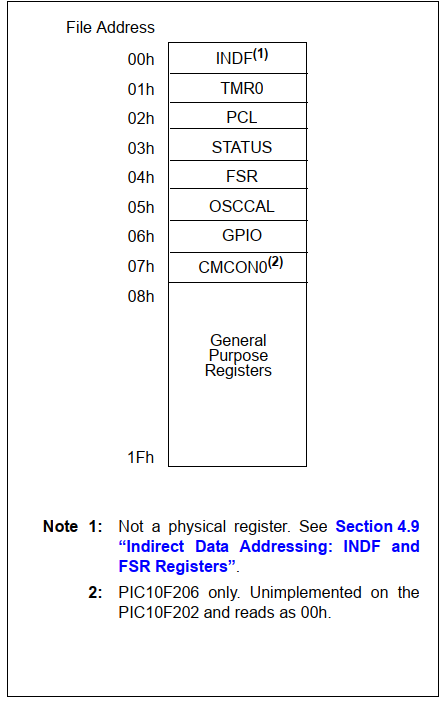 File Address
00h INDF(1)
01h TMR0
02h PCL
03h STATUS
04h FSR
05h OSCCAL
06h GPIO
07h CMCON0(2)
08h
General
Purpose
Registers
1Fh
Note 1: Not a physical register. See Section 4.9
“Indirect Data Addressing: INDF and
FSR Registers”.
2: PIC10F206 only. Unimplemented on the
PIC10F202 and reads as 00h.